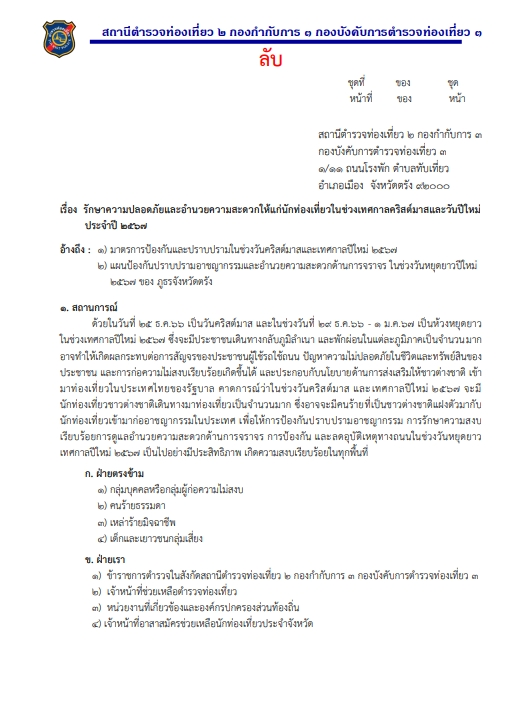 สถานีตำรวจท่องเที่ยว ๒ กองกำกับการ ๓ กองบังคับการตำรวจท่องเที่ยว ๓
ลับ
ชุดที่ ของ ชุด
หน้าที่ ของ หน้า
สถานีตำรวจท่องเที่ยว ๒ กองกำกับการ ๓
กองบังคับการตำรวจท่องเที่ยว ๓
๑/๑๑ ถนนโรงพัก ตำบลทับเที่ยง
อำเภอเมือง จังหวัดตรัง ๙๒๐๐๐
เรื่อง รักษาความปลอดภัยและอำนวยความสะดวกให้แก่นักท่องเที่ยวในช่วงเทศกาลคริสต์มาสและวันปีใหม่
ประจำปี ๒๕๖๗
อ้างถึง : ๑) มาตรการป้องกันและปราบปรามในช่วงวันคริสต์มาสและเทศกาลปีใหม่ ๒๕๖๗
๒) แผนป้องกันปราบปรามอาชญากรรมและอำนวยความสะดวกด้านการจราจร ในช่วงวันหยุดยาวปีใหม่
๒๕๖๗ ของ ภูธรจังหวัดตรัง
๑. สถานการณ์
ด้วยในวันที่ ๒๕ ธ.ค.๖๖ เป็นวันคริสต์มาส และในช่วงวันที่ ๒๙ ธ.ค.๖๖ - ๑ ม.ค.๖๗ เป็นห้วงหยุดยาว
ในช่วงเทศกาลปีใหม่ ๒๕๖๗ ซึ่งจะมีประชาชนเดินทางกลับภูมิลำเนา และพักผ่อนในแต่ละภูมิภาคเป็นจำนวนมาก
อาจทำให้เกิดผลกระทบต่อการสัญจรของประชาชนผู้ใช้รถใช้ถนน ปัญหาความไม่ปลอดภัยในชีวิตและทรัพย์สินของ
ประชาชน และการก่อความไม่สงบเรียบร้อยเกิดขึ้นได้ และประกอบกับนโยบายด้านการส่งเสริมให้ชาวต่างชาติ เข้า
มาท่องเที่ยวในประเทศไทยของรัฐบาล คาดการณ์ว่าในช่วงวันคริสต์มาส และเทศกาลปีใหม่ ๒๕๖๗ จะมี
นักท่องเที่ยวชาวต่างชาติเดินทางมาท่องเที่ยวเป็นจำนวนมาก ซึ่งอาจจะมีคนร้ายที่เป็นชาวต่างชาติแฝงตัวมากับ
นักท่องเที่ยวเข้ามาก่ออาชญากรรมในประเทศ เพื่อให้การป้องกันปราบปรามอาชญากรรม การรักษาความสงบ
เรียบร้อยการดูแลอำนวยความสะดวกด้านการจราจร การป้องกัน และลดอุบัติเหตุทางถนนในช่วงวันหยุดยาว
เทศกาลปีใหม่ ๒๕๖๗ เป็นไปอย่างมีประสิทธิภาพ เกิดความสงบเรียบร้อยในทุกพื้นที่
ก. ฝ่ายตรงข้าม
๑) กลุ่มบุคคลหรือกลุ่มผู้ก่อความไม่สงบ
๒) คนร้ายธรรมดา
๓) เหล่าร้ายมิจฉาชีพ
๔) เด็กและเยาวชนกลุ่มเสี่ยง
ข. ฝ่ายเรา
๑) ข้าราชการตำรวจในสังกัดสถานีตำรวจท่องเที่ยว ๒ กองกำกับการ ๓ กองบังคับการตำรวจท่องเที่ยว ๓
๒) เจ้าหน้าที่ช่วยเหลือตำรวจท่องเที่ยว
๓) หน่วยงานที่เกี่ยวข้องและองค์กรปกครองส่วนท้องถิ่น
๔) เจ้าหน้าที่อาสาสมัครช่วยเหลือนักท่องเที่ยวประจำจังหวัด